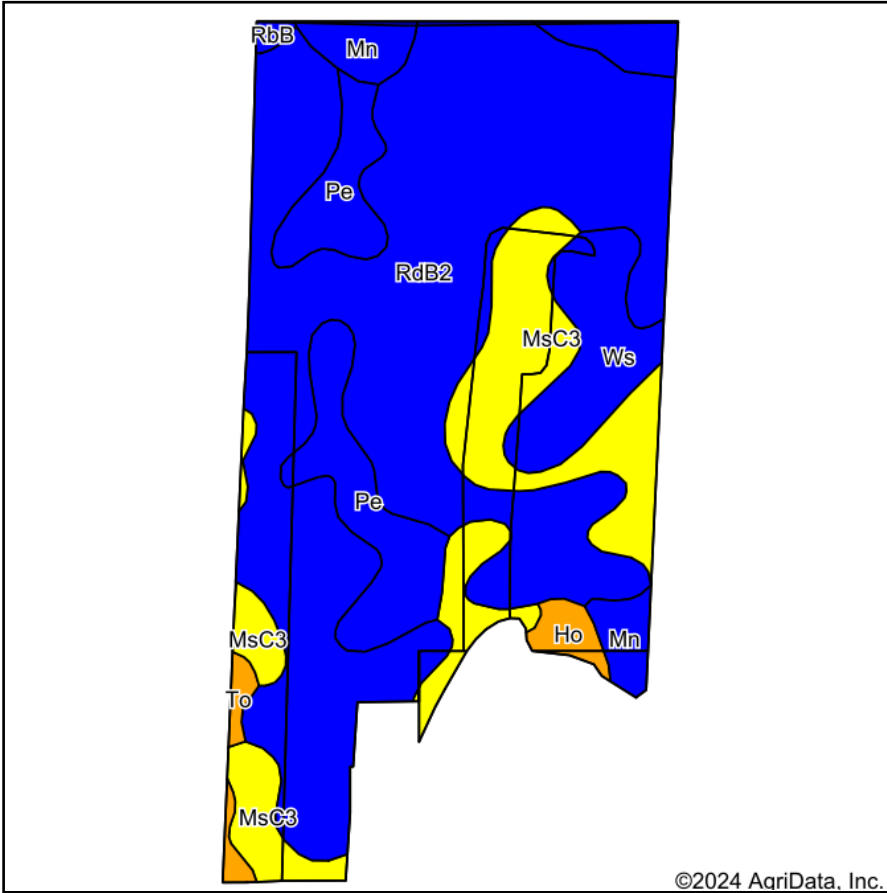 RbB
Mn
Pe
RdB2
MsC3
Ws
Pe
MsC3
Ho
Mn
To
MsC3
©2024 AgriData, Inc.